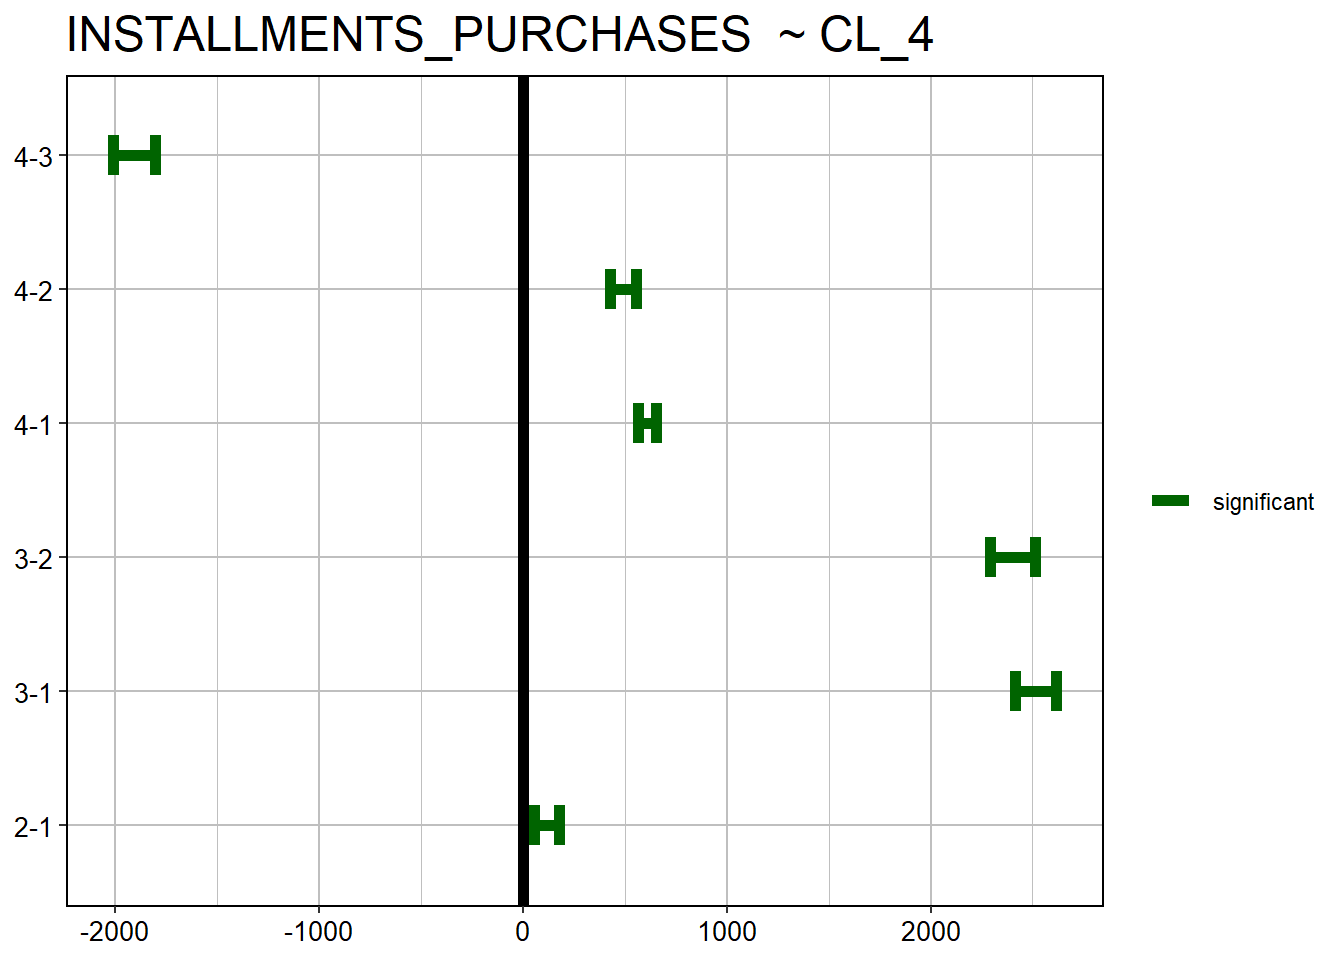 INSTALLMENTS_PURCHASES ~ CL_4
4-3
4-2
4-1
3-2
3-1
2-1
significant
-2000 -1000 0 1000 2000